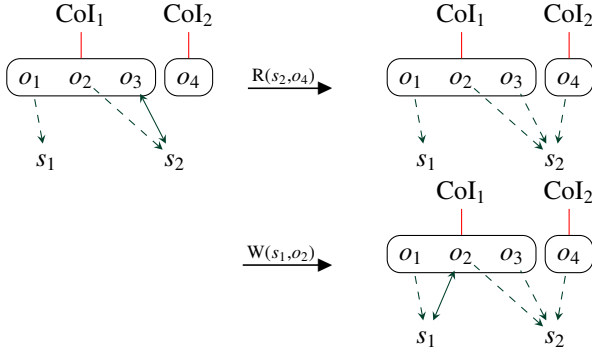 CoI₁ CoI₂ CoI₁ CoI₂
o₁ o₂ o₃ o₄ R(s₂,o₄) o₁ o₂ o₃ o₄
s₁ s₂ s₁ s₂
CoI₁ CoI₂
W(s₁,o₂) o₁ o₂ o₃ o₄
s₁ s₂